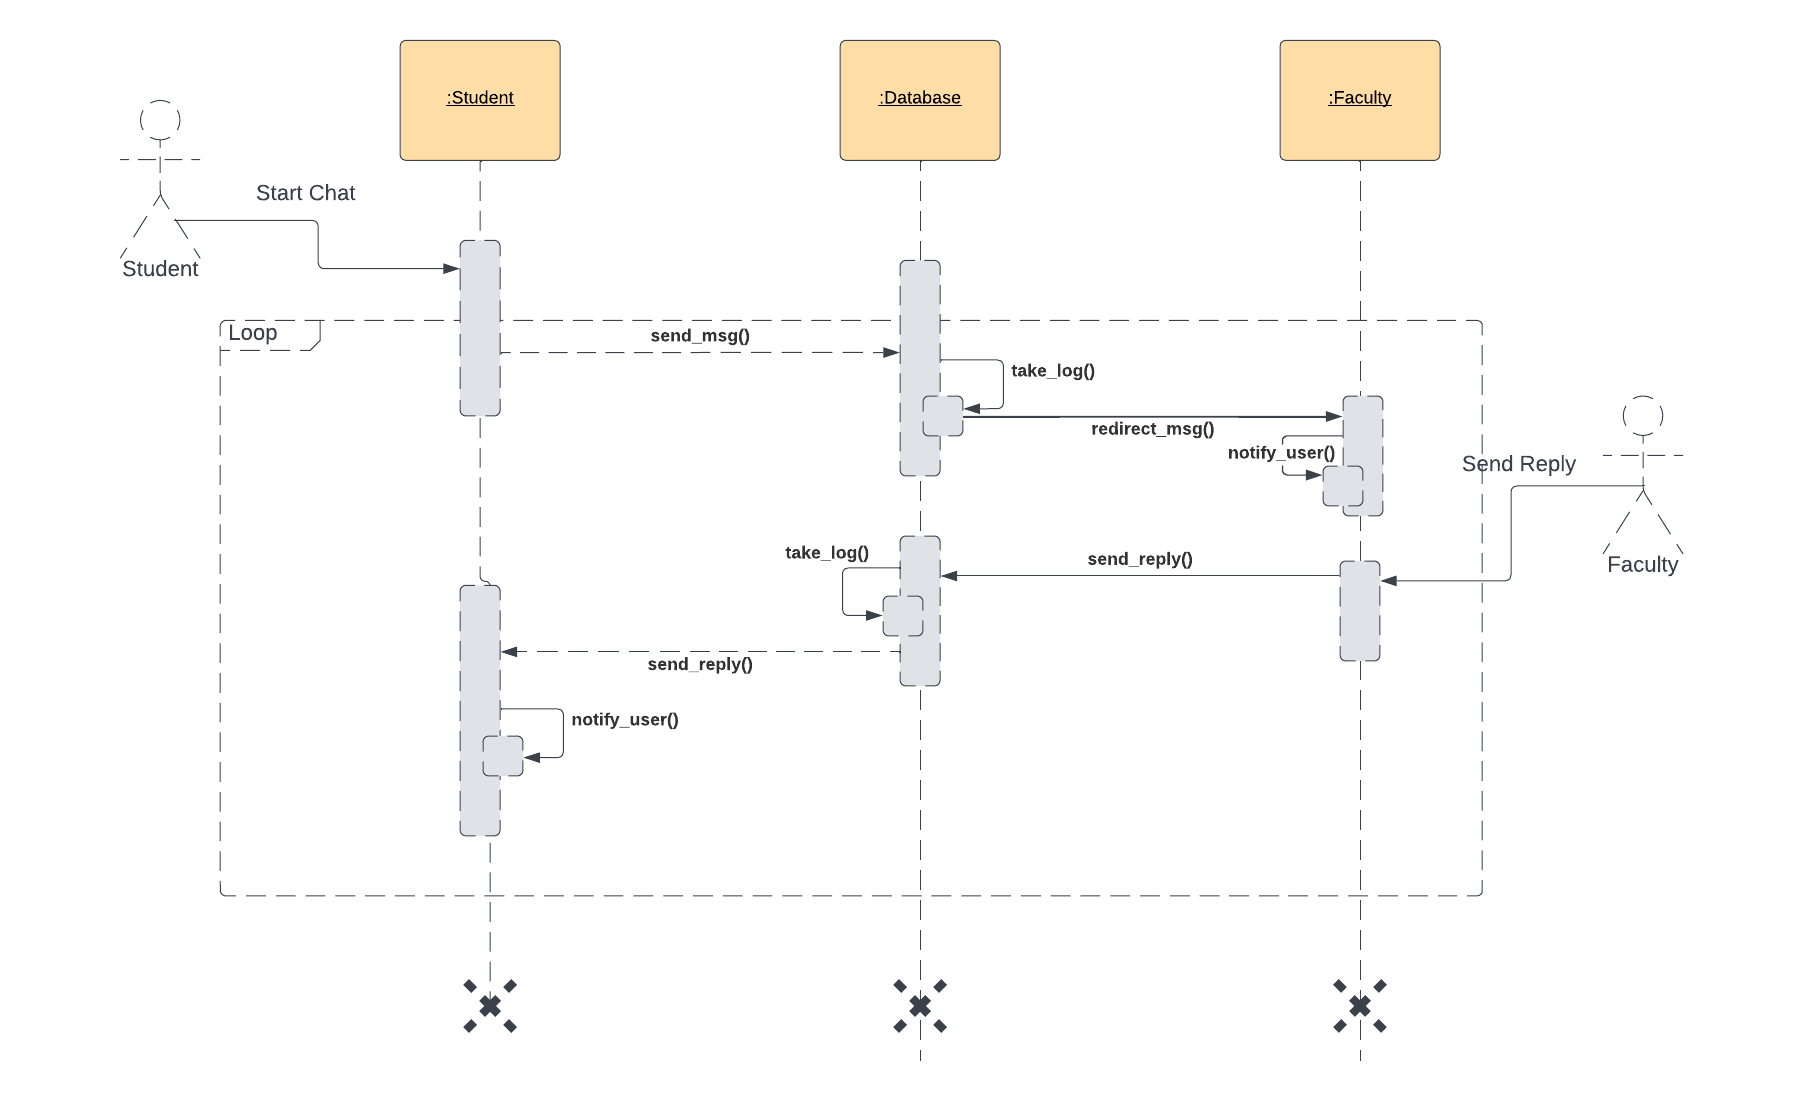 :Student
:Database
:Faculty
Start Chat
Student
Loop
send_msg()
take_log()
redirect_msg()
notify_user()
Send Reply
take_log()
send_reply()
Faculty
send_reply()
notify_user()